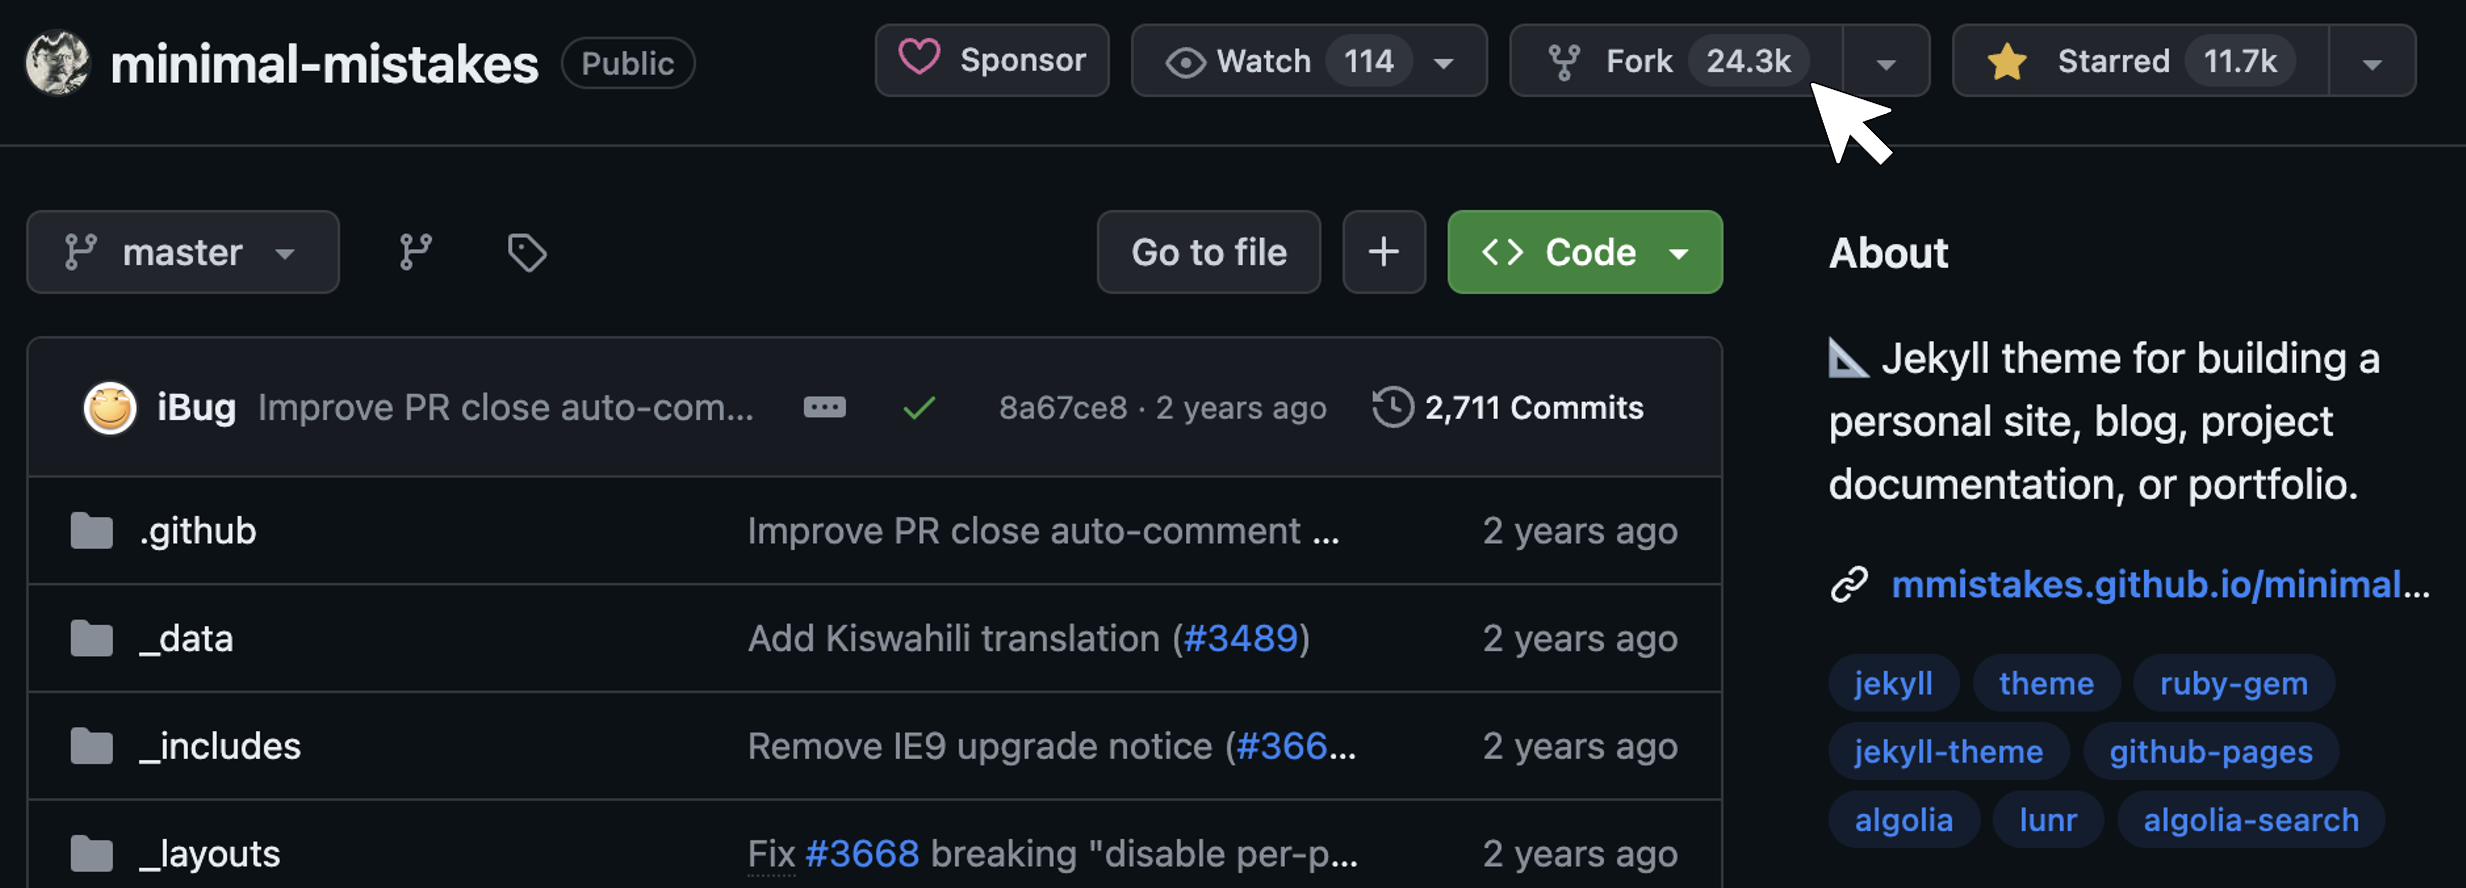 minimal-mistakes Public Sponsor Watch 114 Fork 24.3k Starred 11.7k
master Go to file + <> Code
About
📐 Jekyll theme for building a
personal site, blog, project
documentation, or portfolio.
mmistakes.github.io/minimal...
jekyll theme ruby-gem
jekyll-theme github-pages
algolia lunr algolia-search
iBug Improve PR close auto-com... 8a67ce8 · 2 years ago 2,711 Commits
.github Improve PR close auto-comment ... 2 years ago
_data Add Kiswahili translation (#3489) 2 years ago
_includes Remove IE9 upgrade notice (#366... 2 years ago
_layouts Fix #3668 breaking "disable per-p... 2 years ago